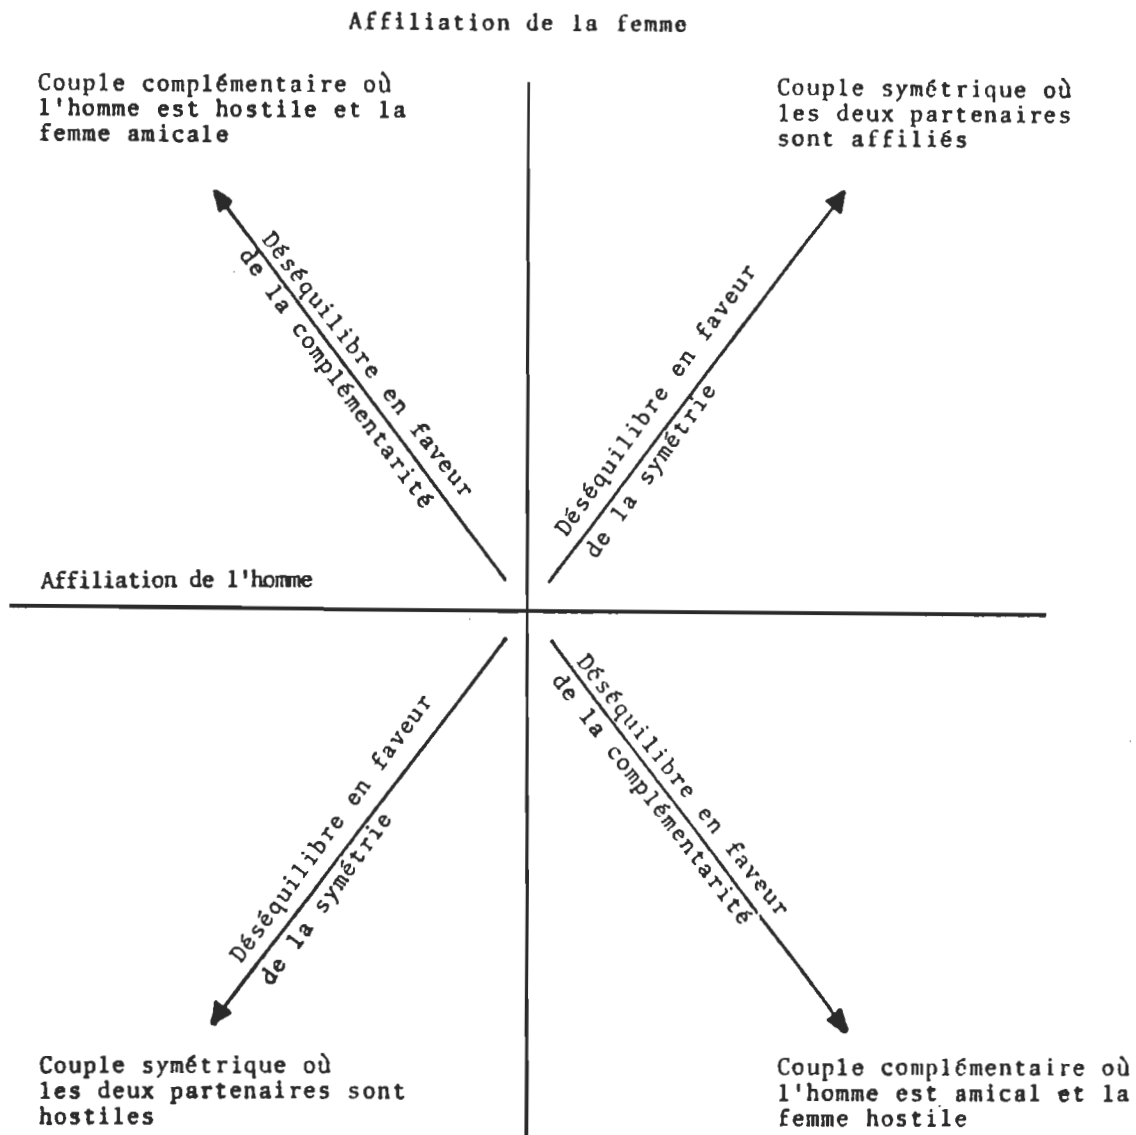 Affiliation de la femme
Couple complémentaire où
l'homme est hostile et la
femme amicale
Couple symétrique où
les deux partenaires
sont affiliés
Déséquilibre en faveur
de la complémentarité
Déséquilibre en faveur
de la symétrie
Affiliation de l'homme
Déséquilibre en faveur
de la symétrie
Déséquilibre en faveur
de la complémentarité
Couple symétrique où
les deux partenaires sont
hostiles
Couple complémentaire où
l'homme est amical et la
femme hostile